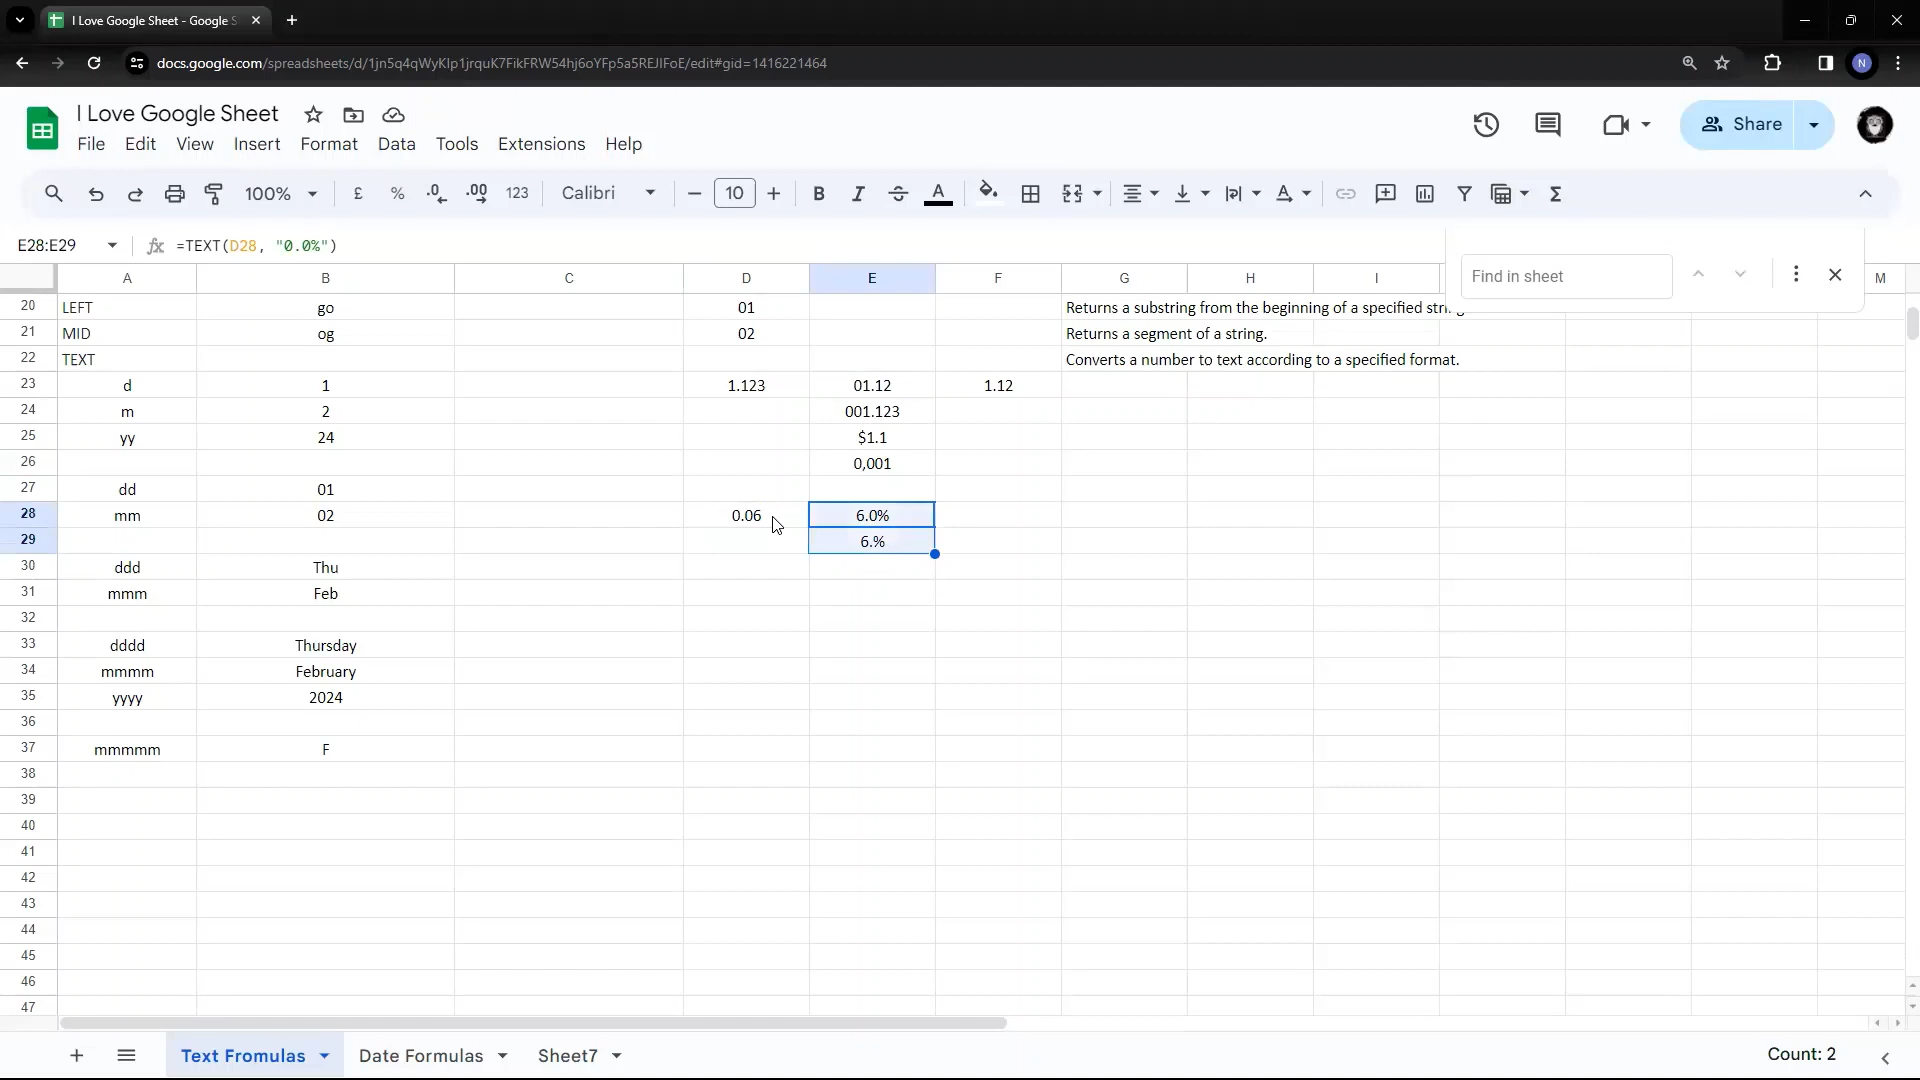 I Love Google Sheet - Google S
docs.google.com/spreadsheets/d/1jn5q4qWyKlp1jrquK7FikFRW54hj6oYFp5a5REJIFoE/edit#gid=1416221464
N
I Love Google Sheet
File Edit View Insert Format Data Tools Extensions Help
Share
100% £ % .0 .00 123 Calibri 10 B I A Σ
E28:E29 fx =TEXT(D28, "0.0%")
Find in sheet
A B C D E F G H I M
20 LEFT go 01 Returns a substring from the beginning of a specified
21 MID og 02 Returns a segment of a string.
22 TEXT Converts a number to text according to a specified format.
23 d 1 1.123 01.12 1.12
24 m 2 001.123
25 yy 24 $1.1
26 0,001
27 dd 01
28 mm 02 0.06 6.0%
29 6.%
30 ddd Thu
31 mmm Feb
32
33 dddd Thursday
34 mmmm February
35 yyyy 2024
36
37 mmmmm F
38
39
40
41
42
43
44
45
46
47
Text Fromulas Date Formulas Sheet7 Count: 2